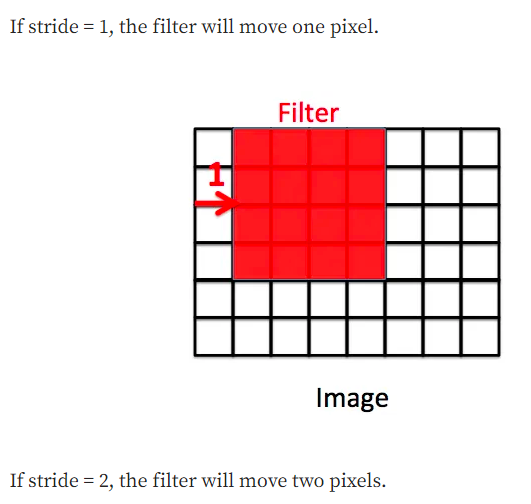 If stride = 1, the filter will move one pixel.
Filter
1
Image
If stride = 2, the filter will move two pixels.